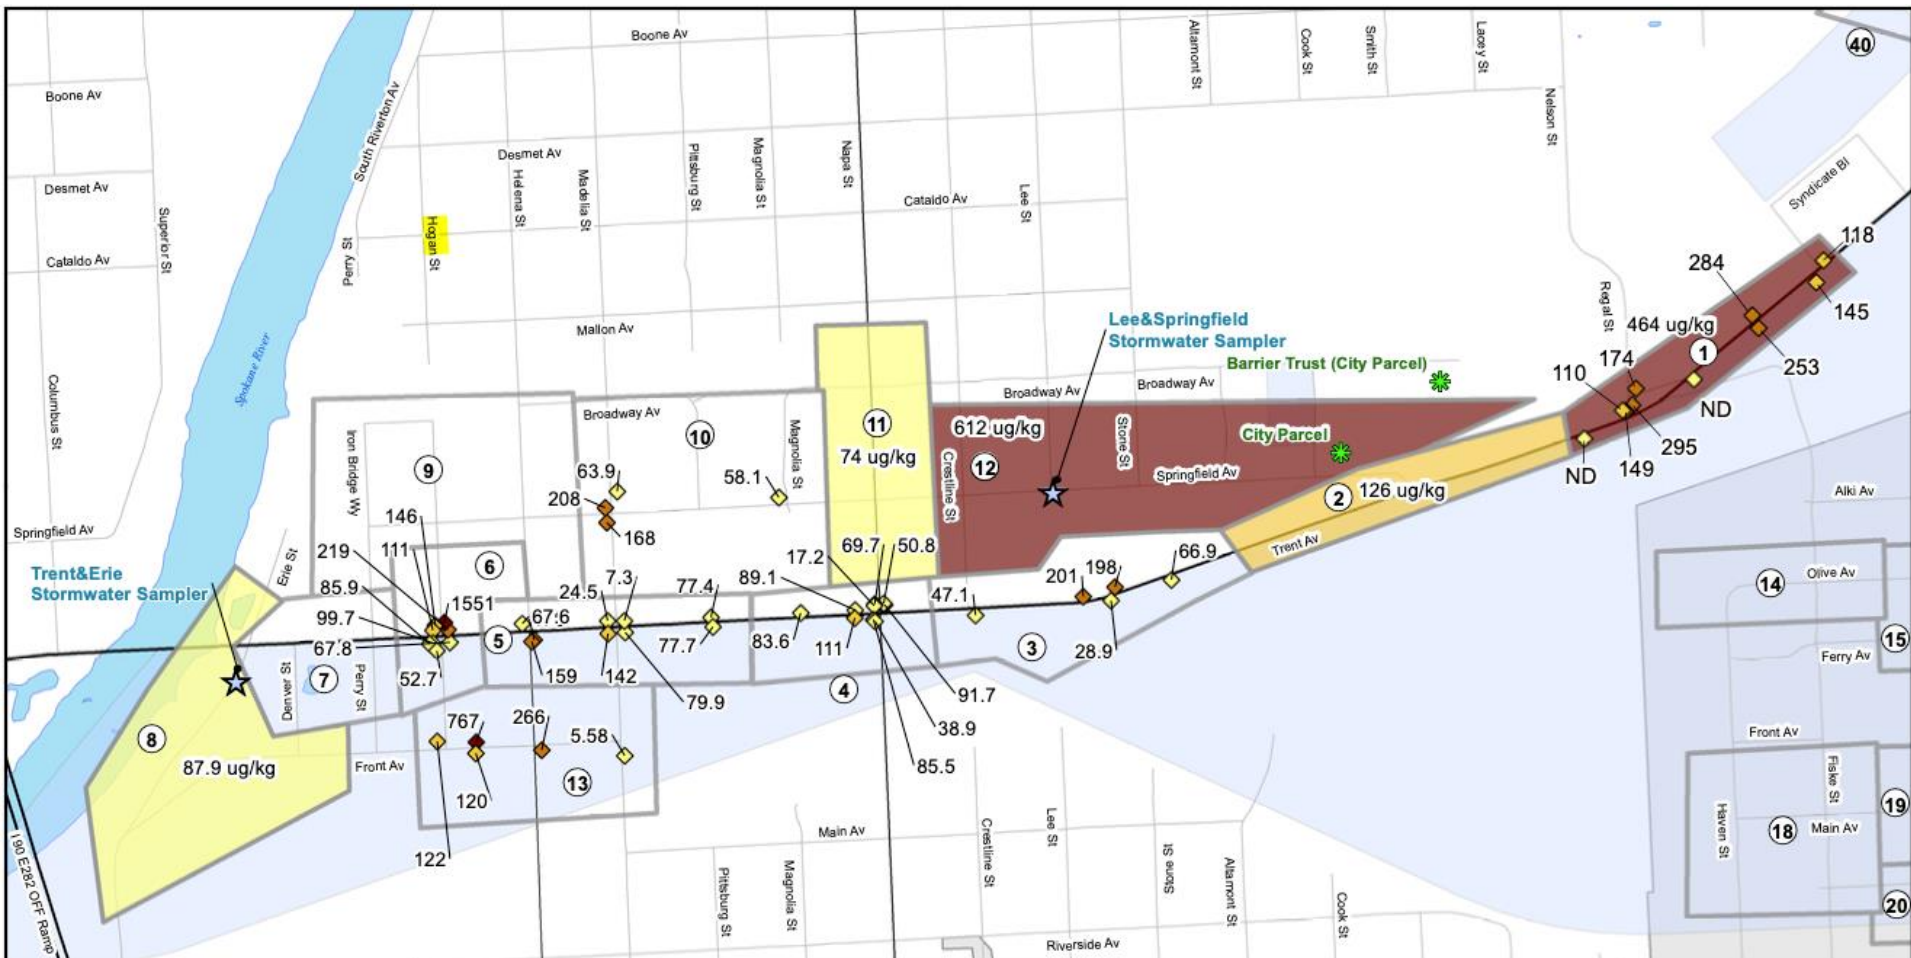 Boone Av
Altamont St
Cook St
Smith St
Lacey St
40
Boone Av
South Riverton Av
Nelson St
Desmet Av
Helena St
Madelia St
Pittsburg St
Magnolia St
Napa St
Desmet Av
Syndicate Bl
Cataldo Av
Lee St
Superior St
Perry St
Hogan St
Cataldo Av
118
284
145
Mallon Av
Lee&Springfield
Stormwater Sampler
Regal St
464 ug/kg
1
253
Spokane River
Barrier Trust (City Parcel)
174
110
ND
Columbus St
Broadway Av
Broadway Av
Broadway Av
Iron Bridge Wy
10
Magnolia St
11
74 ug/kg
612 ug/kg
12
Crestline St
Stone St
City Parcel
Springfield Av
295
149
ND
9
63.9
208
58.1
168
2
126 ug/kg
Trent Av
Alki Av
Springfield Av
146
219
111
85.9
6
Erie St
Trent&Erie
Stormwater Sampler
99.7
67.8
1551
5
67.6
24.5
7.3
77.4
17.2
69.7
50.8
89.1
47.1
201
198
66.9
14
Olive Av
15
Ferry Av
7
Denver St
Perry St
52.7
159
142
77.7
79.9
83.6
111
4
91.7
38.9
85.5
3
28.9
8
87.9 ug/kg
Front Av
767
266
5.58
120
13
122
Front Av
Fiske St
19
Haven St
18
Main Av
20
I 90 E282 OFF Ramp
Main Av
Pittsburg St
Magnolia St
Crestline St
Lee St
Stone St
Altamont St
Cook St
Riverside Av